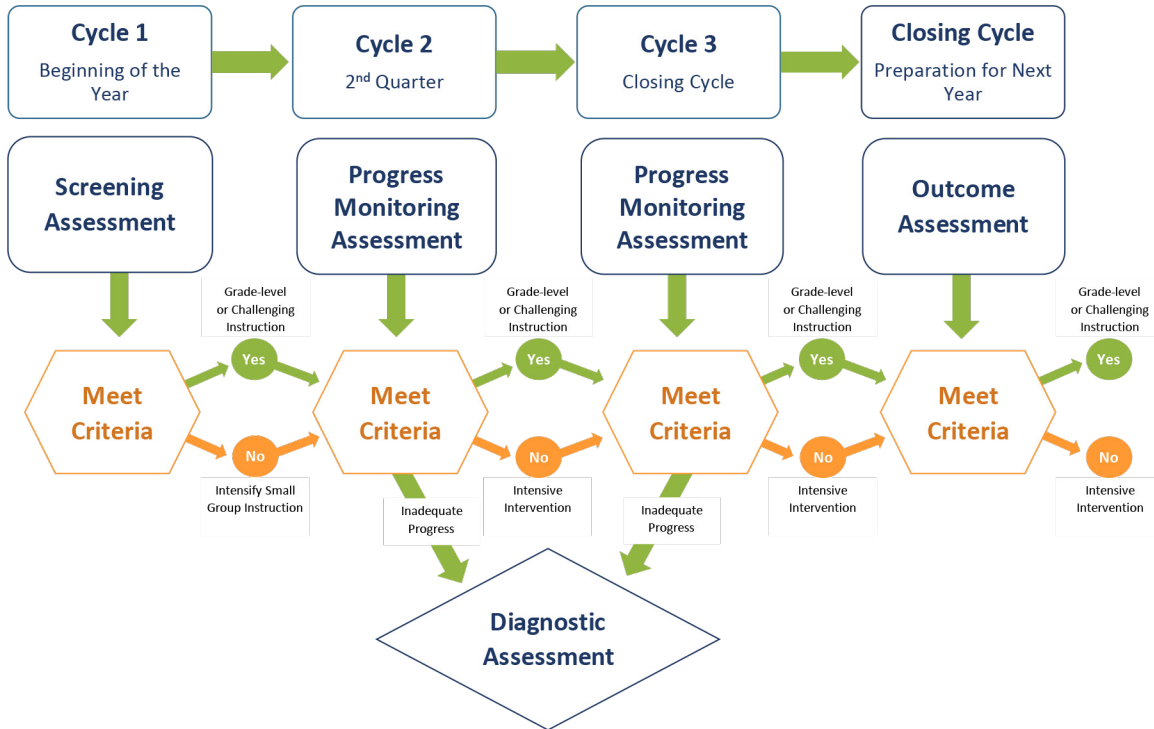 Cycle 1
Beginning of the
Year
Cycle 2
2nd Quarter
Cycle 3
Closing Cycle
Closing Cycle
Preparation for Next
Year
Screening
Assessment
Progress
Monitoring
Assessment
Progress
Monitoring
Assessment
Outcome
Assessment
Grade-level
or Challenging
Instruction
Grade-level
or Challenging
Instruction
Grade-level
or Challenging
Instruction
Grade-level
or Challenging
Instruction
Meet
Criteria
Yes
No
Meet
Criteria
Yes
No
Meet
Criteria
Yes
No
Meet
Criteria
Yes
No
Intensify Small
Group Instruction
Inadequate
Progress
Intensive
Intervention
Inadequate
Progress
Intensive
Intervention
Intensive
Intervention
Diagnostic
Assessment